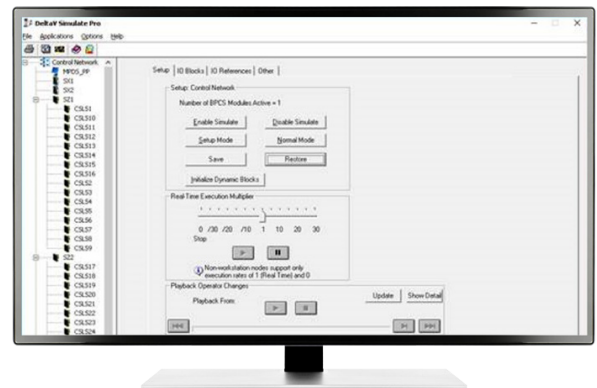 DeltaV Simulate Pro
File Applications Options Help
Control Network
MPDS_PP
SX1
SX2
SZ1
CSLS1
CSLS10
CSLS11
CSLS12
CSLS13
CSLS14
CSLS15
CSLS16
CSLS2
CSLS3
CSLS4
CSLS5
CSLS6
CSLS7
CSLS8
CSLS9
SZ2
CSLS17
CSLS18
CSLS19
CSLS20
CSLS21
CSLS22
CSLS23
CSLS24
Setup IO Blocks IO References Other
Setup: Control Network
Number of BPCS Modules Active = 1
Enable Simulate Disable Simulate
Setup Mode Normal Mode
Save Restore
Initialize Dynamic Blocks
Real-Time Execution Multiplier
0 /30 /20 /10 1 10 20 30
Stop
Non-workstation nodes support only
execution rates of 1 (Real Time) and 0
Playback Operator Changes
Update Show Detail
Playback From: